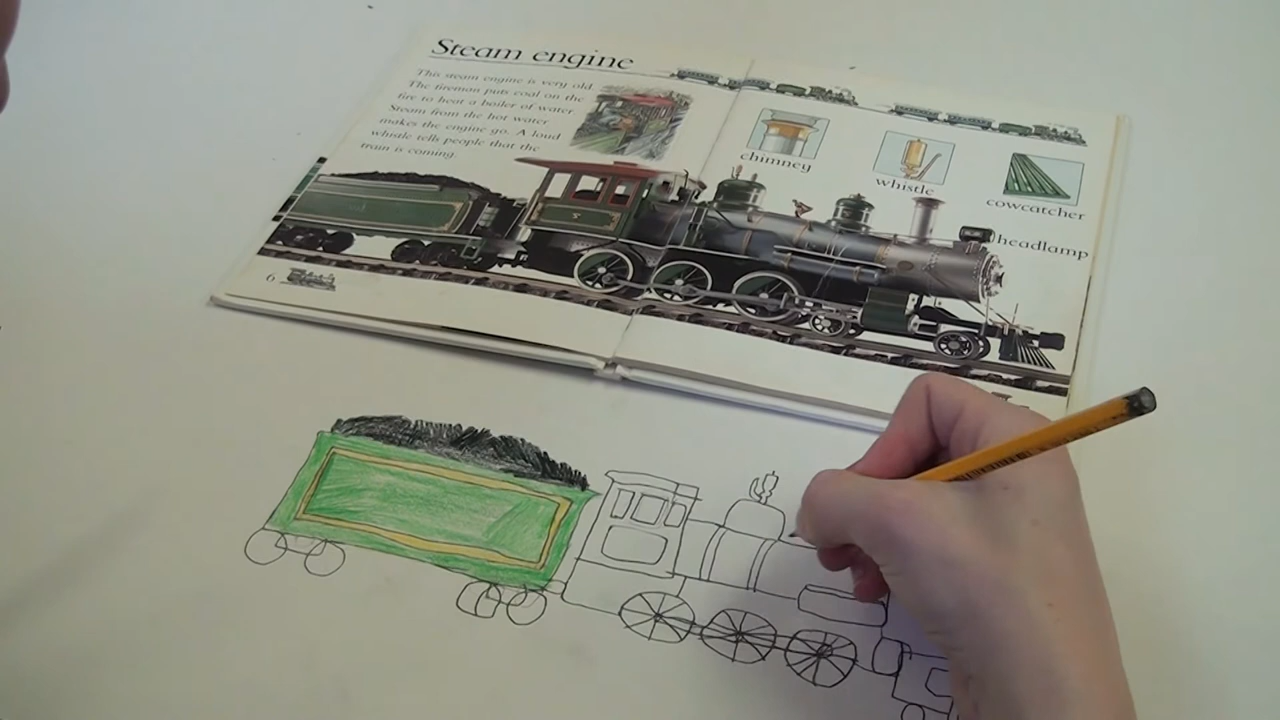 Steam engine
This steam engine is very old.
The fireman puts coal on the
fire to heat a boiler of water.
Steam from the hot water
makes the engine go. A loud
whistle tells people that the
train is coming.
chimney
whistle
cowcatcher
headlamp
6